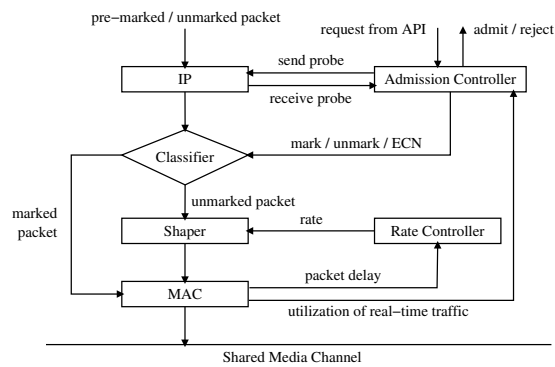 pre−marked / unmarked packet
request from API
admit / reject
send probe
IP
Admission Controller
receive probe
mark / unmark / ECN
Classifier
unmarked packet
marked
packet
rate
Shaper
Rate Controller
packet delay
MAC
utilization of real−time traffic
Shared Media Channel